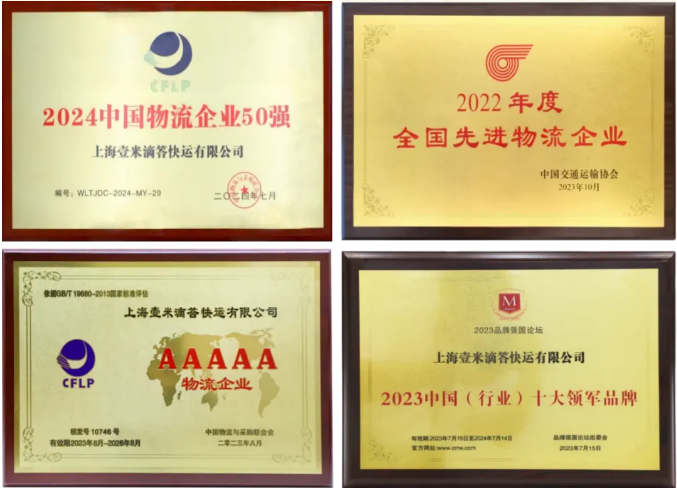 CFLP
2024中国物流企业50强
上海壹米滴答快运有限公司
编号：WLTJDC-2024-MY-29
二〇二四年七月
2022年度
全国先进物流企业
中国交通运输协会
2023年10月
依据GB/T 19680-2013国家标准评估
上海壹米滴答快运有限公司
AAAAA
CFLP
物流企业
核发号10746号
有效期2023年8月-2026年8月
中国物流与采购联合会
二零二三年八月
M
2023品牌强国论坛
上海壹米滴答快运有限公司
2023中国（行业）十大领军品牌
有效期：2023年7月15日至2024年7月14日
品牌强国论坛组委会
2023年7月15日